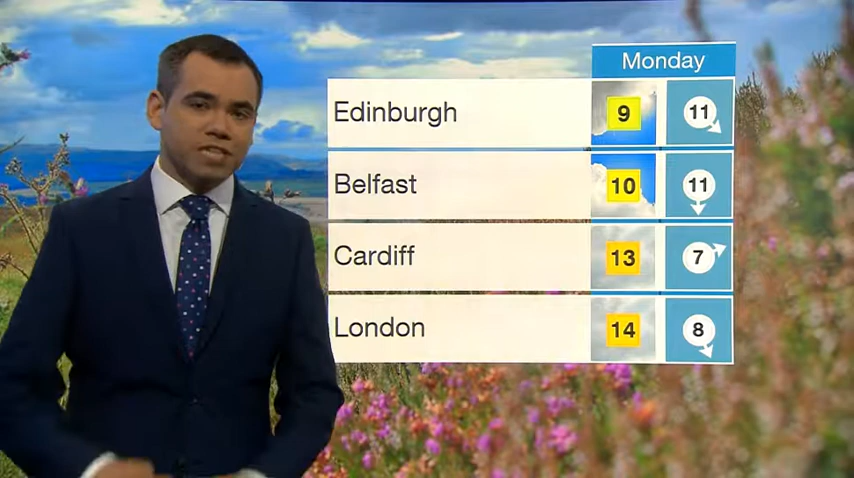 Monday
Edinburgh 9 11
Belfast 10 11
Cardiff 13 7
London 14 8